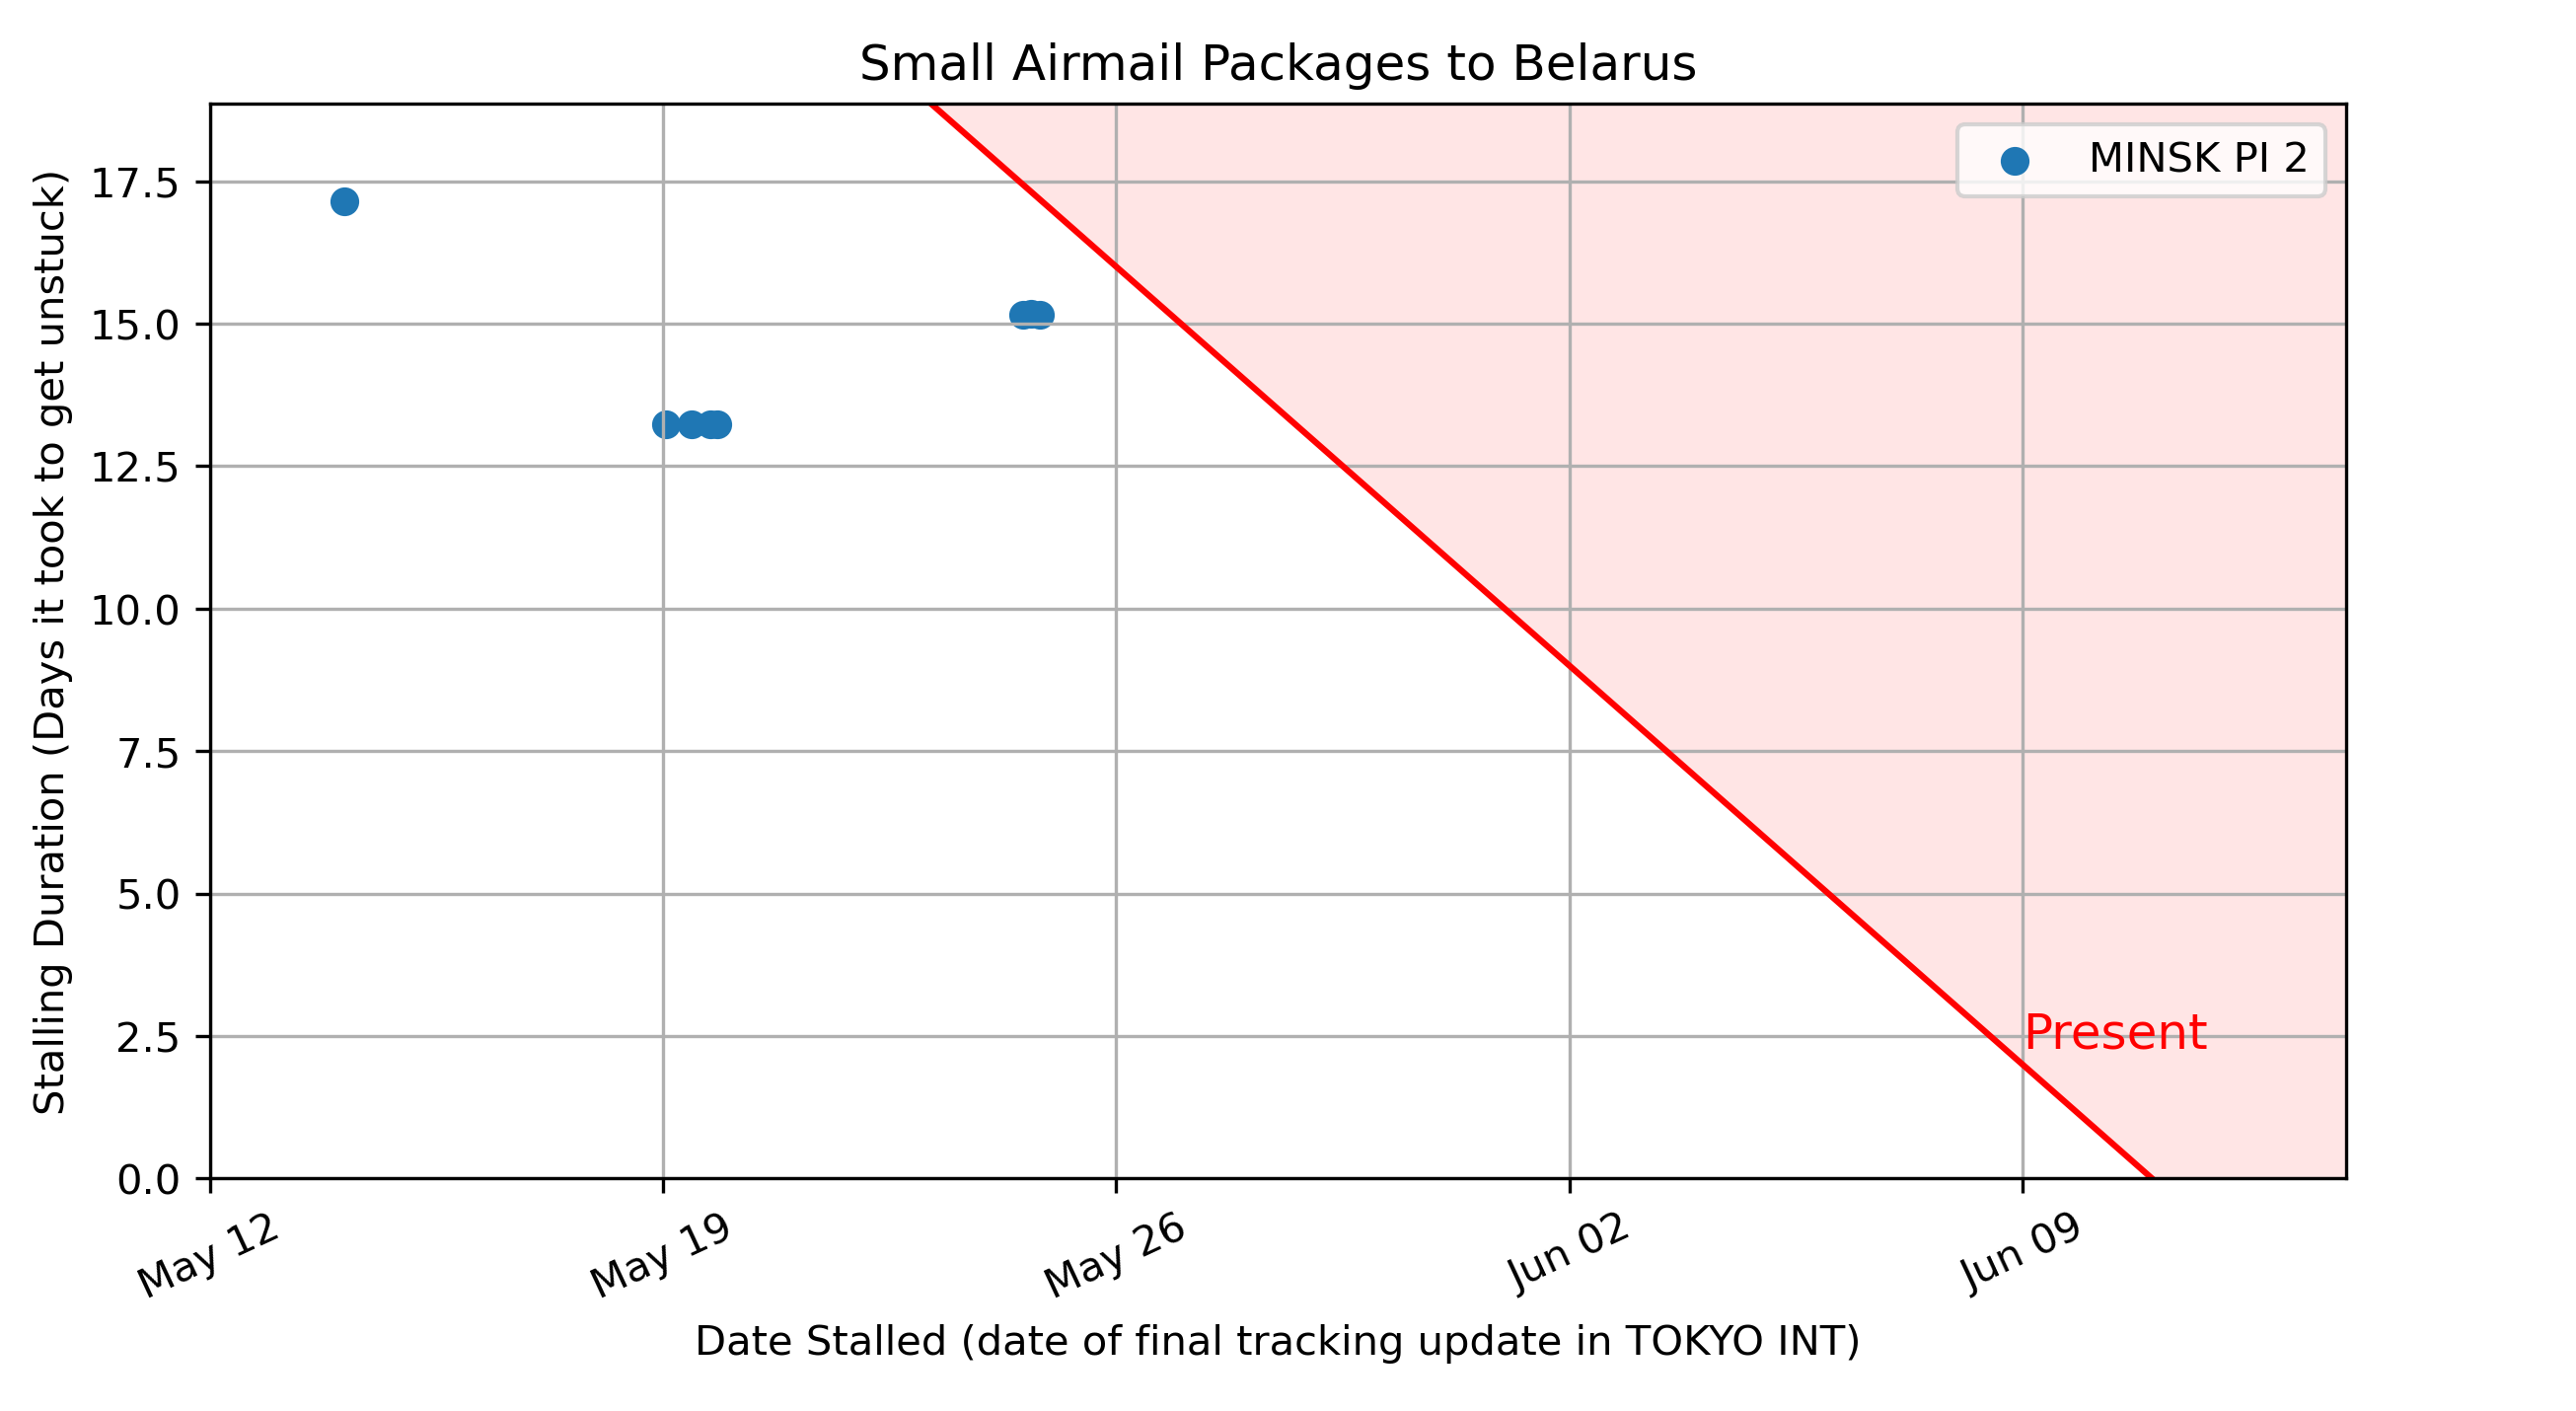 Small Airmail Packages to Belarus
MINSK PI 2
Stalling Duration (Days it took to get unstuck)
17.5
15.0
12.5
10.0
7.5
5.0
2.5
0.0
Present
May 12
May 19
May 26
Jun 02
Jun 09
Date Stalled (date of final tracking update in TOKYO INT)